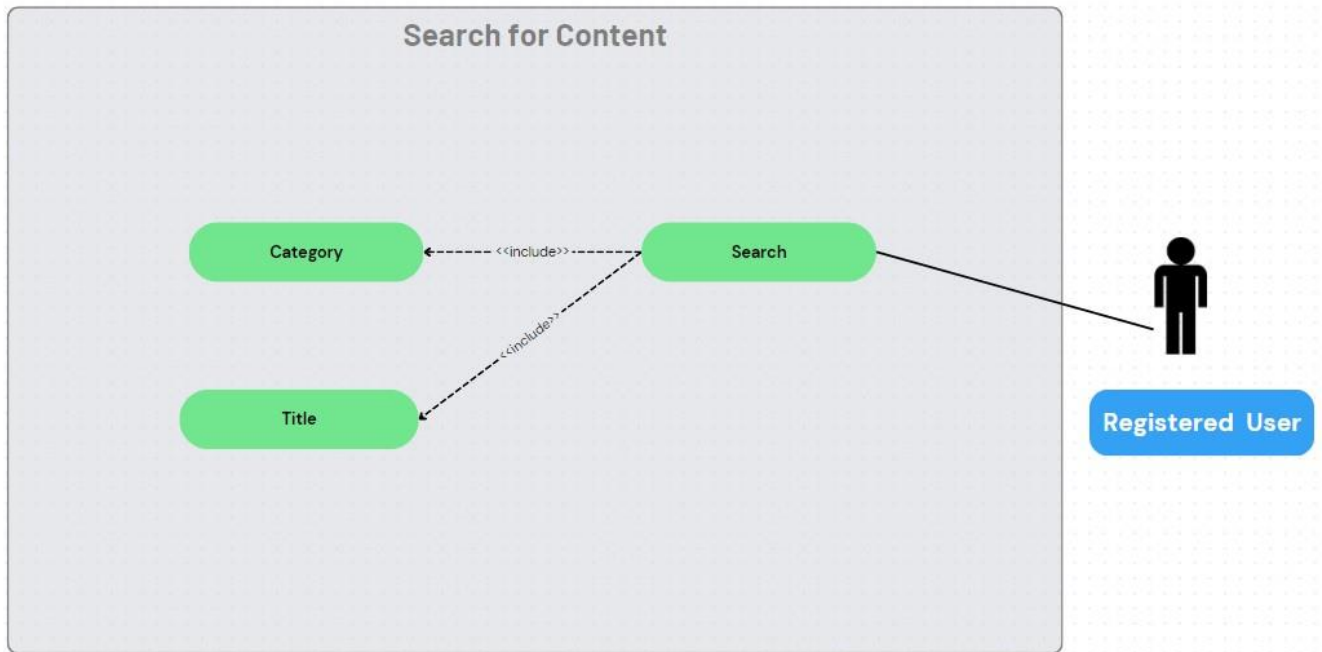 Search for Content
Category
<<include>>
Search
<<include>>
Title
Registered User